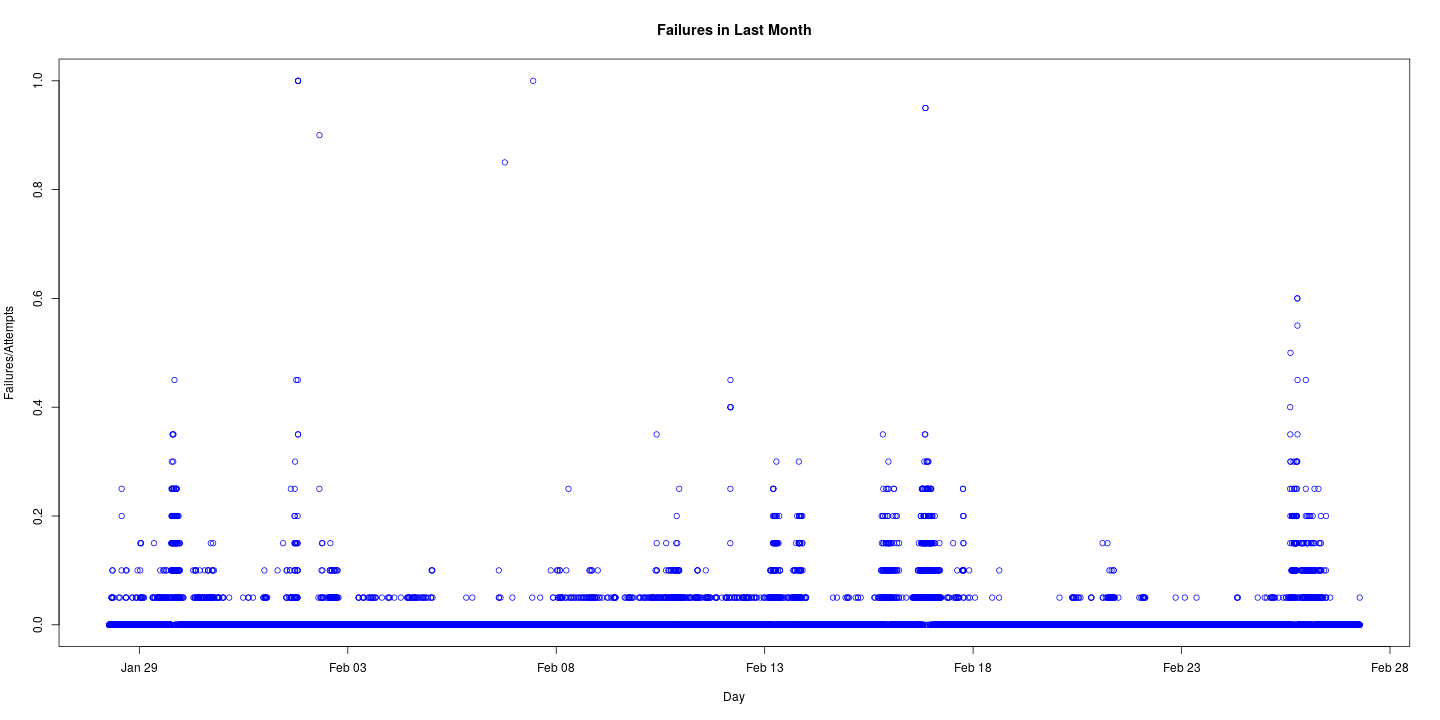 Failures in Last Month
Failures/Attempts
1.0
0.8
0.6
0.4
0.2
0.0
Jan 29
Feb 03
Feb 08
Feb 13
Feb 18
Feb 23
Feb 28
Day